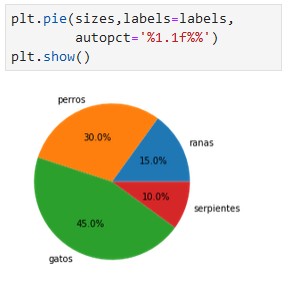 plt.pie(sizes,labels=labels,
autopct='%1.1f%%')
plt.show()
perros
30.0%
ranas
15.0%
10.0%
serpientes
45.0%
gatos